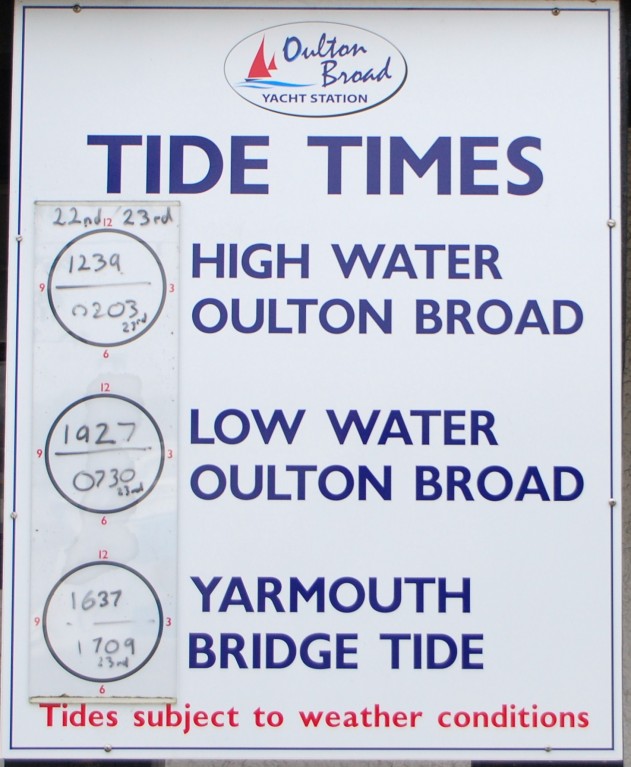 Oulton
Broad
YACHT STATION
TIDE TIMES
22nd / 23rd
12
1239
9 3
0203
23rd
6
HIGH WATER
OULTON BROAD
12
1927
9 3
0730
23rd
6
LOW WATER
OULTON BROAD
12
1637
9 3
1709
23rd
6
YARMOUTH
BRIDGE TIDE
Tides subject to weather conditions